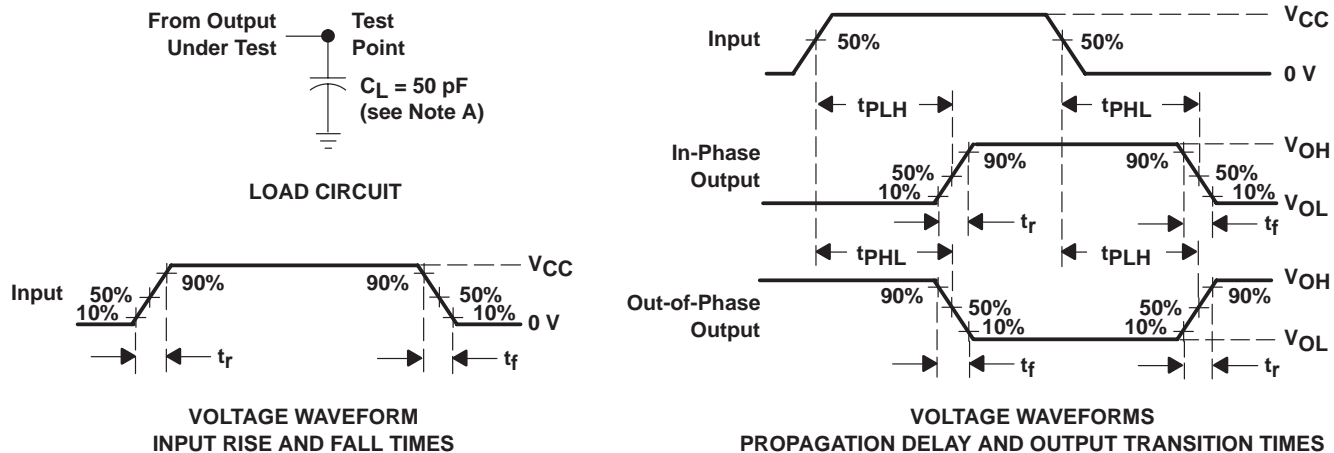 From Output
Under Test
Test
Point
CL = 50 pF
(see Note A)
LOAD CIRCUIT
Input
50%
10%
90%
90%
50%
10%
VCC
0 V
tr
tf
VOLTAGE WAVEFORM
INPUT RISE AND FALL TIMES
Input
50%
50%
VCC
0 V
tPLH
tPHL
In-Phase
Output
50%
10%
90%
90%
50%
10%
VOH
VOL
tr
tf
tPHL
tPLH
Out-of-Phase
Output
90%
50%
10%
50%
10%
90%
VOH
VOL
tf
tr
VOLTAGE WAVEFORMS
PROPAGATION DELAY AND OUTPUT TRANSITION TIMES